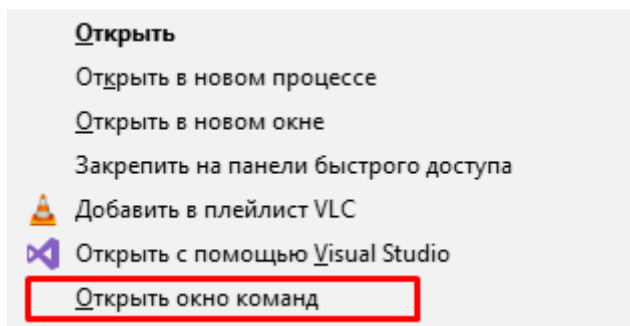 Открыть
Открыть в новом процессе
Открыть в новом окне
Закрепить на панели быстрого доступа
Добавить в плейлист VLC
Открыть с помощью Visual Studio
Открыть окно команд